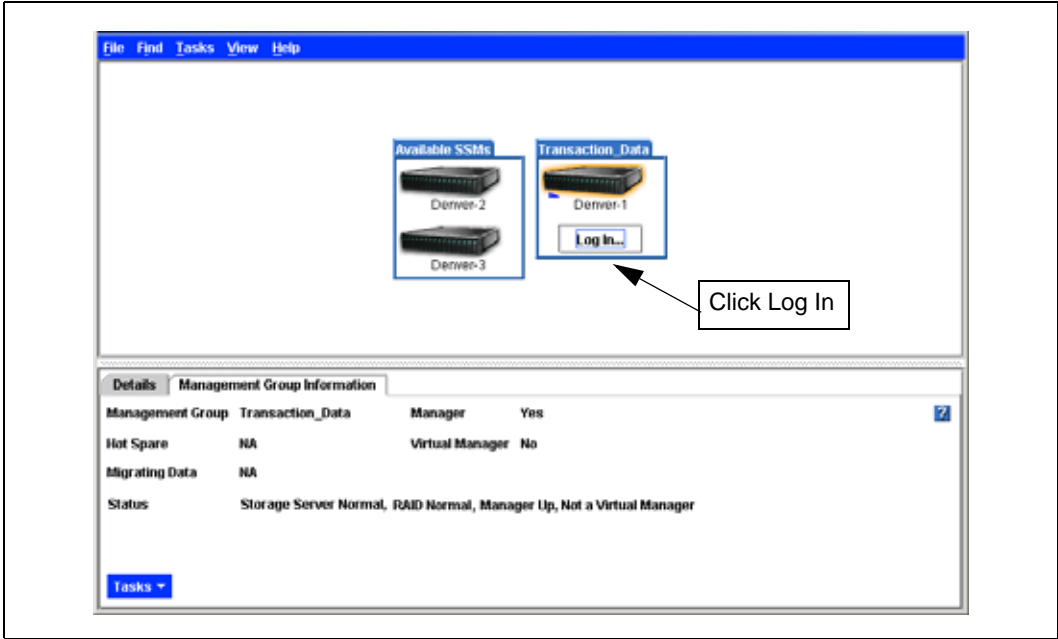 File Find Tasks View Help
Available SSMs
Denver-2
Denver-3
Transaction_Data
Denver-1
Log In...
Click Log In
Details Management Group Information
Management Group Transaction_Data Manager Yes
?
Hot Spare NA Virtual Manager No
Migrating Data NA
Status Storage Server Normal, RAID Normal, Manager Up, Not a Virtual Manager
Tasks